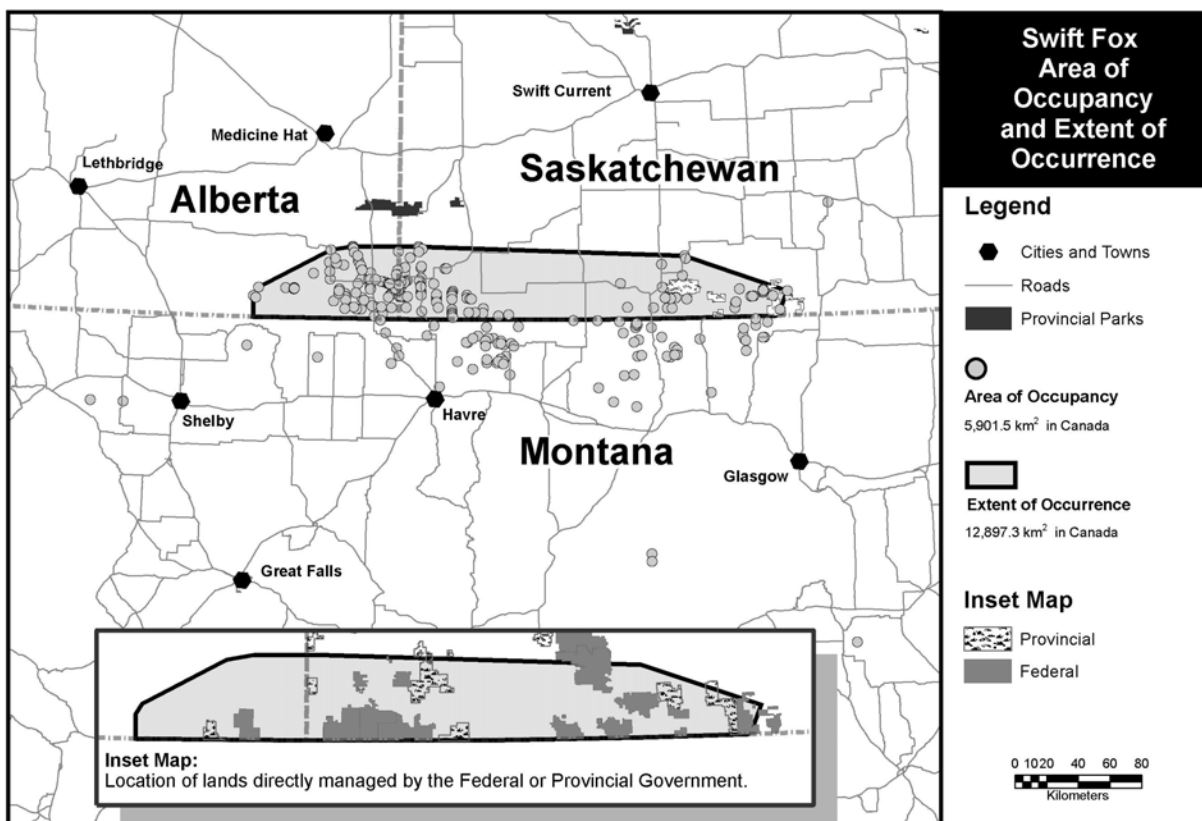 Swift Fox
Area of
Occupancy
and Extent of
Occurrence
Swift Current
Medicine Hat
Lethbridge
Saskatchewan
Alberta
Shelby
Havre
Montana
Glasgow
Great Falls
Inset Map:
Location of lands directly managed by the Federal or Provincial Government.
Legend
Cities and Towns
Roads
Provincial Parks
Area of Occupancy
5,901.5 km² in Canada
Extent of Occurrence
12,897.3 km² in Canada
Inset Map
Provincial
Federal
0 10 20 40 60 80
Kilometers